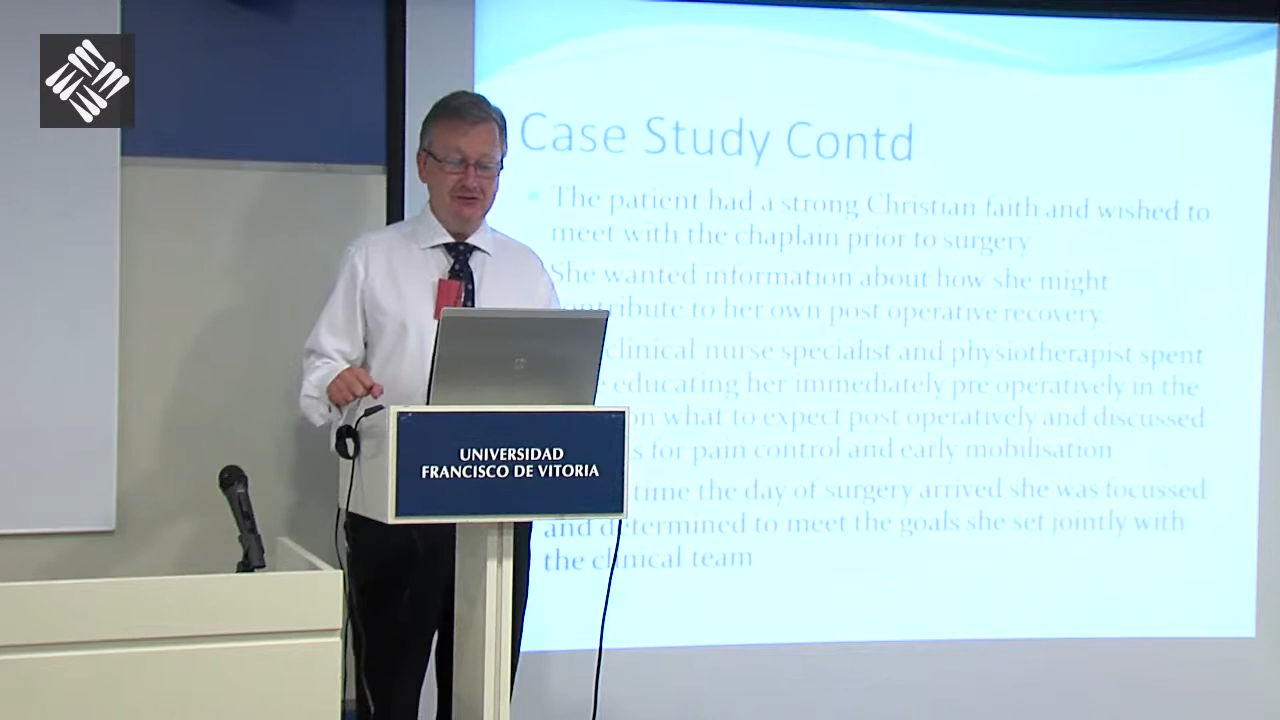 Case Study Contd
The patient had a strong Christian faith and wished to
meet with the chaplain prior to surgery
She wanted information about how she might
to her own post operative recovery
clinical nurse specialist and physiotherapist spent
educating her immediately pre operatively in the
on what to expect post operatively and discussed
for pain control and early mobilisation
time the day of surgery arrived she was focussed
and determined to meet the goals she set jointly with
the clinical team
UNIVERSIDAD
FRANCISCO DE VITORIA